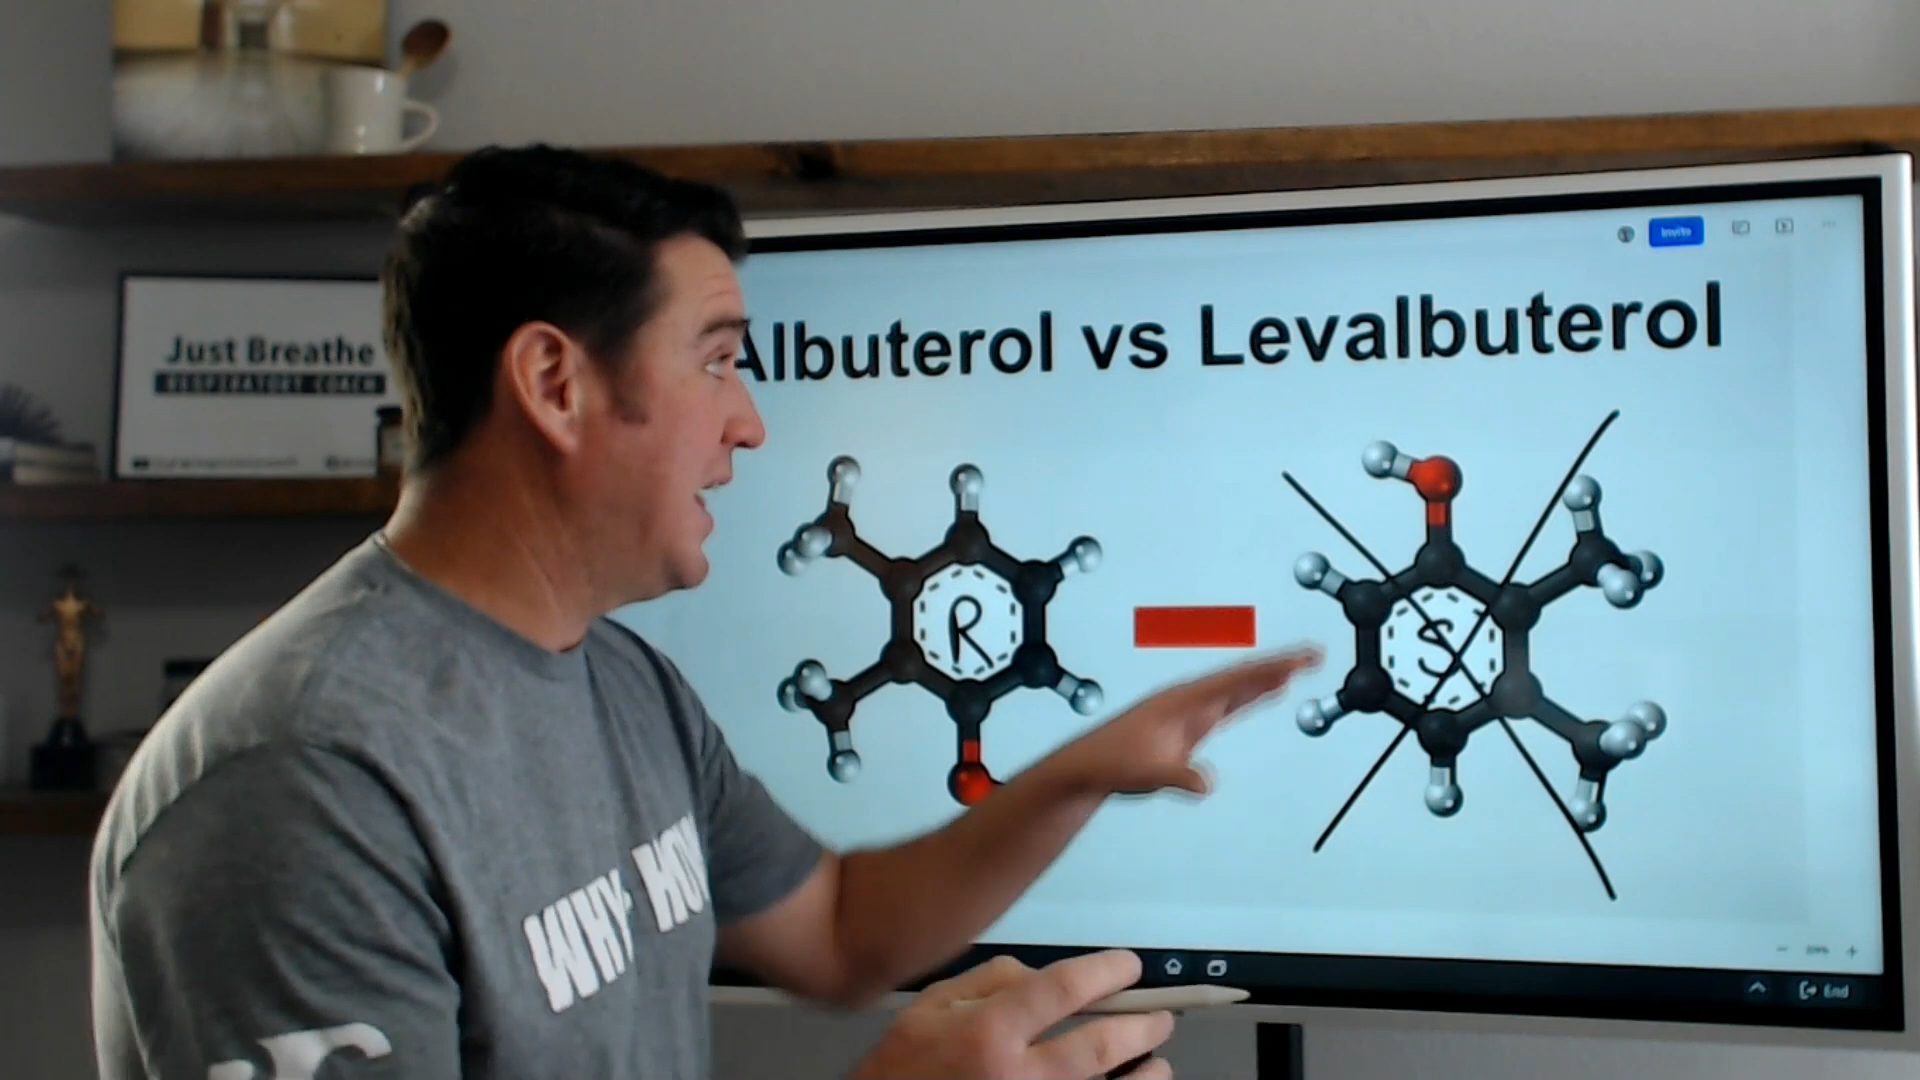 Invite
Albuterol vs Levalbuterol
Just Breathe
RESPIRATORY COACH
R
S
WHY HOW
End